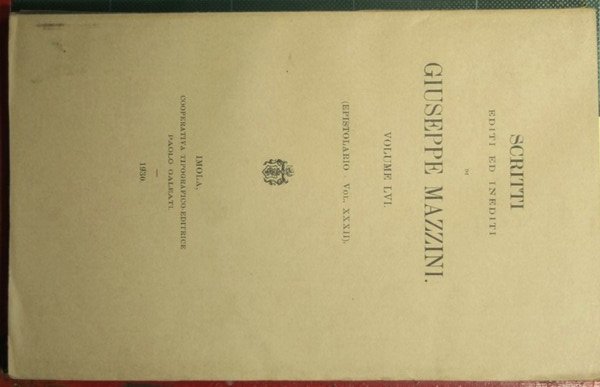 SCRITTI
EDITI ED INEDITI
DI
GIUSEPPE MAZZINI.
VOLUME LVI.
(EPISTOLARIO VOL. XXXII).
IMOLA,
COOPERATIVA TIPOGRAFICO-EDITRICE
PAOLO GALEATI.
1930